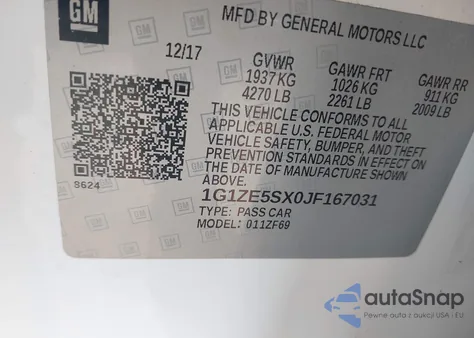 GM
MFD BY GENERAL MOTORS LLC
12/17
GVWR
1937 KG
4270 LB
GAWR FRT
1026 KG
2261 LB
GAWR RR
911 KG
2009 LB
THIS VEHICLE CONFORMS TO ALL
APPLICABLE U.S. FEDERAL MOTOR
VEHICLE SAFETY, BUMPER, AND THEFT
PREVENTION STANDARDS IN EFFECT ON
THE DATE OF MANUFACTURE SHOWN
ABOVE.
8624
1G1ZE5SX0JF167031
TYPE: PASS CAR
MODEL: 011ZF69
autoSnap
Pewne auta z aukcji USA i EU